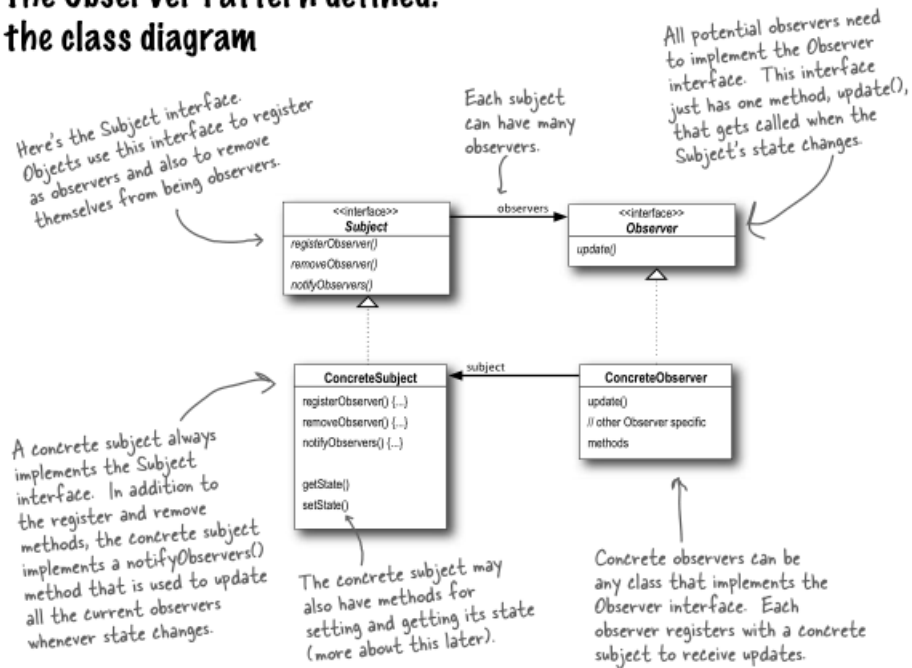 The Observer Pattern defined:
the class diagram
All potential observers need
to implement the Observer
interface. This interface
just has one method, update(),
that gets called when the
Subject's state changes.
Each subject
can have many
observers.
Here's the Subject interface.
Objects use this interface to register
as observers and also to remove
themselves from being observers.
<<interface>>
Subject
registerObserver()
removeObserver()
notifyObservers()
observers
<<interface>>
Observer
update()
ConcreteSubject
registerObserver() {...}
removeObserver() {...}
notifyObservers() {...}
getState()
setState()
subject
ConcreteObserver
update()
// other Observer specific
methods
A concrete subject always
implements the Subject
interface. In addition to
the register and remove
methods, the concrete subject
implements a notifyObservers()
method that is used to update
all the current observers
whenever state changes.
The concrete subject may
also have methods for
setting and getting its state
(more about this later).
Concrete observers can be
any class that implements the
Observer interface. Each
observer registers with a concrete
subject to receive updates.